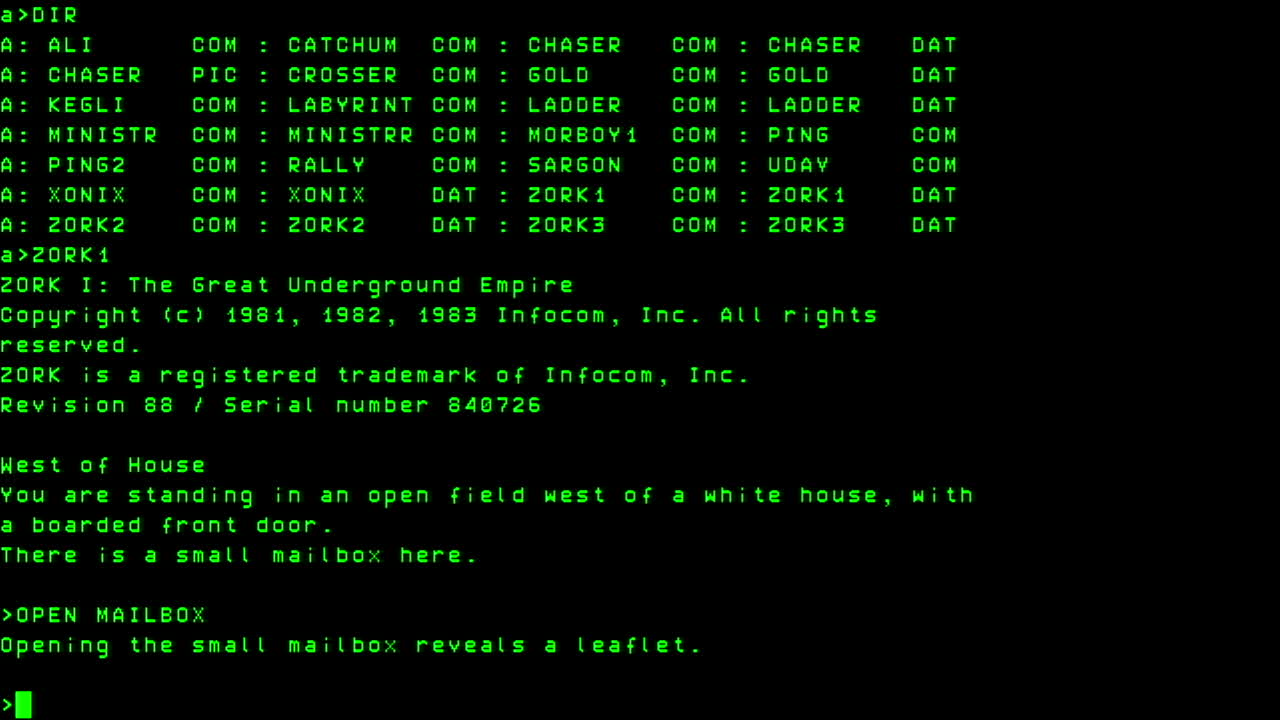 a>DIR
A: ALI      COM : CATCHUM  COM : CHASER   COM : CHASER   DAT
A: CHASER   PIC : CROSSER  COM : GOLD     COM : GOLD     DAT
A: KEGLI    COM : LABYRINT COM : LADDER   COM : LADDER   DAT
A: MINISTR  COM : MINISTRR COM : MORBOY1  COM : PING     COM
A: PING2    COM : RALLY    COM : SARGON   COM : UDAV     COM
A: XONIX    COM : XONIX    DAT : ZORK1    COM : ZORK1    DAT
A: ZORK2    COM : ZORK2    DAT : ZORK3    COM : ZORK3    DAT
a>ZORK1
ZORK I: The Great Underground Empire
Copyright (c) 1981, 1982, 1983 Infocom, Inc. All rights
reserved.
ZORK is a registered trademark of Infocom, Inc.
Revision 88 / Serial number 840726
West of House
You are standing in an open field west of a white house, with
a boarded front door.
There is a small mailbox here.
>OPEN MAILBOX
Opening the small mailbox reveals a leaflet.
>